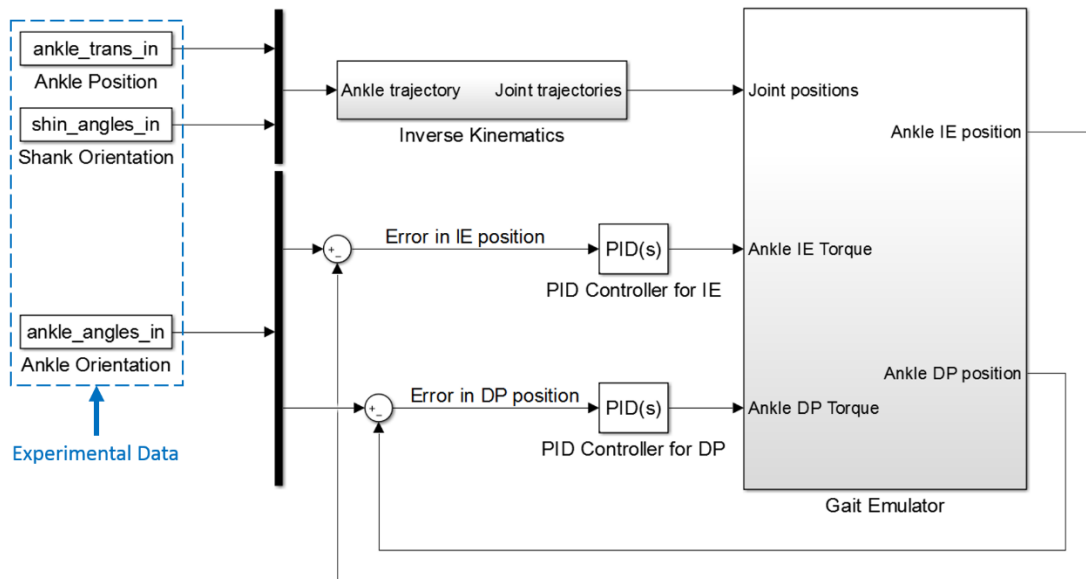 ankle_trans_in
Ankle Position
shin_angles_in
Shank Orientation
ankle_angles_in
Ankle Orientation
Experimental Data
Ankle trajectory Joint trajectories
Inverse Kinematics
+
−
Error in IE position
PID(s)
PID Controller for IE
+
−
Error in DP position
PID(s)
PID Controller for DP
Joint positions
Ankle IE position
Ankle IE Torque
Ankle DP position
Ankle DP Torque
Gait Emulator